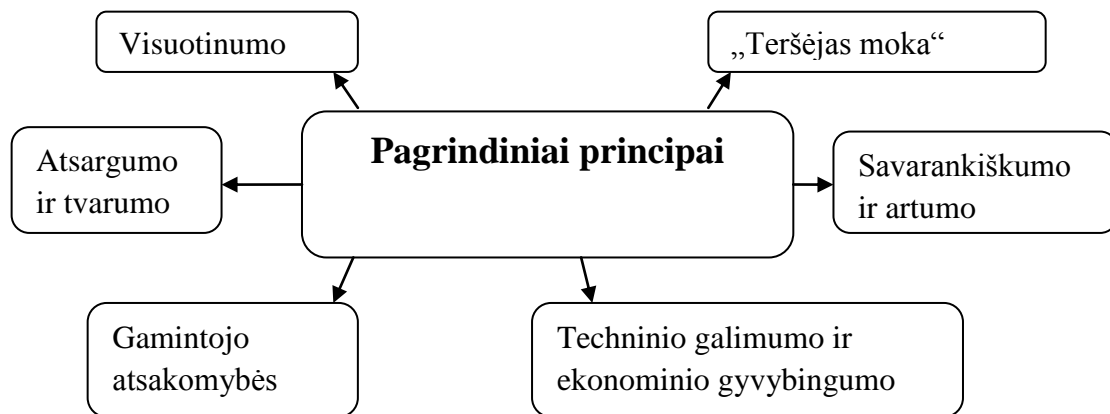 Visuotinumo
„Teršėjas moka“
Pagrindiniai principai
Atsargumo
ir tvarumo
Savarankiškumo
ir artumo
Gamintojo
atsakomybės
Techninio galimumo ir
ekonominio gyvybingumo